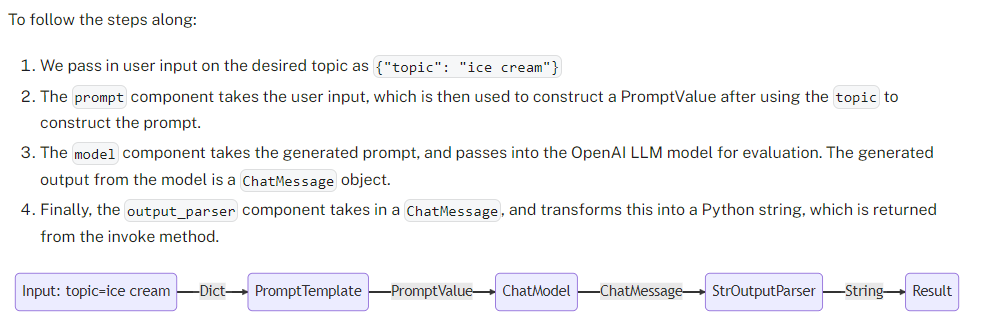 To follow the steps along:
1. We pass in user input on the desired topic as {"topic": "ice cream"}
2. The prompt component takes the user input, which is then used to construct a PromptValue after using the topic to
construct the prompt.
3. The model component takes the generated prompt, and passes into the OpenAI LLM model for evaluation. The generated
output from the model is a ChatMessage object.
4. Finally, the output_parser component takes in a ChatMessage, and transforms this into a Python string, which is returned
from the invoke method.
Input: topic=ice cream Dict PromptTemplate PromptValue ChatModel ChatMessage StrOutputParser String Result